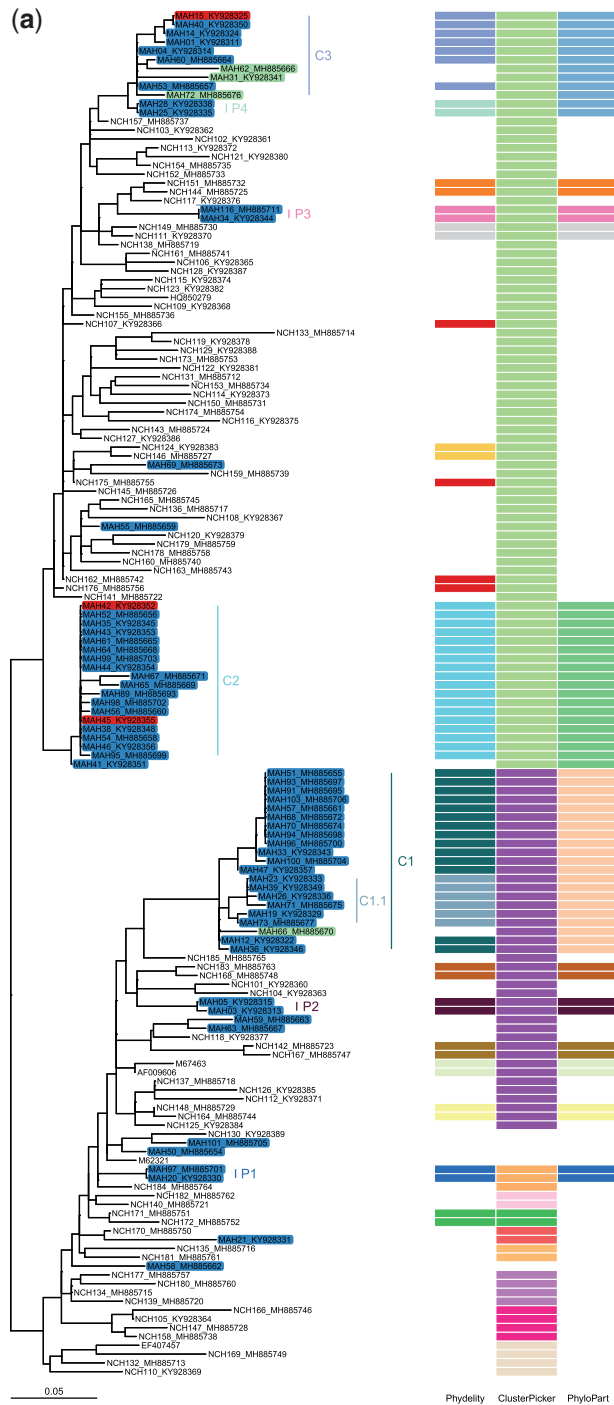 (a)
MAH15_KY928325
MAH40_KY928350
MAH14_KY928324
MAH01_KY928311
MAH04_KY928314
MAH60_MH885664
C3
MAH62_MH885666
MAH31_KY928341
MAH53_MH885657
MAH72_MH885676
MAH28_KY928338
MAH25_KY928335
P4
NCH157_MH885737
NCH103_KY928362
NCH102_KY928361
NCH113_KY928372
NCH121_KY928380
NCH154_MH885735
NCH152_MH885733
NCH151_MH885732
NCH144_MH885725
NCH117_KY928376
MAH116_MH885711
MAH34_KY928344
P3
NCH149_MH885730
NCH111_KY928370
NCH138_MH885719
NCH161_MH885741
NCH106_KY928365
NCH128_KY928387
NCH115_KY928374
NCH123_KY928382
HQ850279
NCH109_KY928368
NCH155_MH885736
NCH107_KY928366
NCH133_MH885714
NCH119_KY928378
NCH129_KY928388
NCH173_MH885753
NCH122_KY928381
NCH131_MH885712
NCH153_MH885734
NCH114_KY928373
NCH150_MH885731
NCH174_MH885754
NCH116_KY928375
NCH143_MH885724
NCH127_KY928386
NCH124_KY928383
NCH146_MH885727
MAH69_MH885673
NCH159_MH885739
NCH175_MH885755
NCH145_MH885726
NCH165_MH885745
NCH136_MH885717
NCH108_KY928367
MAH55_MH885659
NCH120_KY928379
NCH179_MH885759
NCH178_MH885758
NCH160_MH885740
NCH163_MH885743
NCH162_MH885742
NCH176_MH885756
NCH141_MH885722
MAH42_KY928352
MAH52_MH885656
MAH35_KY928345
MAH43_KY928353
MAH61_MH885665
MAH64_MH885668
MAH99_MH885703
MAH44_KY928354
C2
MAH67_MH885671
MAH65_MH885669
MAH89_MH885693
MAH98_MH885702
MAH56_MH885660
MAH45_KY928355
MAH38_KY928348
MAH54_MH885658
MAH46_KY928356
MAH95_MH885699
MAH41_KY928351
MAH51_MH885655
MAH93_MH885697
MAH91_MH885695
MAH103_MH885706
MAH57_MH885661
MAH68_MH885672
MAH70_MH885674
MAH94_MH885698
MAH96_MH885700
MAH33_KY928343
MAH100_MH885704
C1
MAH47_KY928357
MAH23_KY928333
MAH39_KY928349
MAH26_KY928336
C1.1
MAH71_MH885675
MAH19_KY928329
MAH73_MH885677
MAH66_MH885670
MAH12_KY928322
MAH36_KY928346
NCH185_MH885765
NCH183_MH885763
NCH168_MH885748
NCH101_KY928360
NCH104_KY928363
MAH05_KY928315
MAH03_KY928313
P2
MAH59_MH885663
MAH63_MH885667
NCH118_KY928377
NCH142_MH885723
NCH167_MH885747
M67463
AF009606
NCH137_MH885718
NCH126_KY928385
NCH112_KY928371
NCH148_MH885729
NCH164_MH885744
NCH125_KY928384
NCH130_KY928389
MAH101_MH885705
MAH50_MH885654
M62321
MAH97_MH885701
MAH20_KY928330
P1
NCH184_MH885764
NCH182_MH885762
NCH140_MH885721
NCH171_MH885751
NCH172_MH885752
NCH170_MH885750
MAH21_KY928331
NCH135_MH885716
NCH181_MH885761
MAH58_MH885662
NCH177_MH885757
NCH180_MH885760
NCH134_MH885715
NCH139_MH885720
NCH166_MH885746
NCH105_KY928364
NCH147_MH885728
NCH158_MH885738
EF407457
NCH169_MH885749
NCH132_MH885713
NCH110_KY928369
0.05
Phydelity ClusterPicker PhyloPart